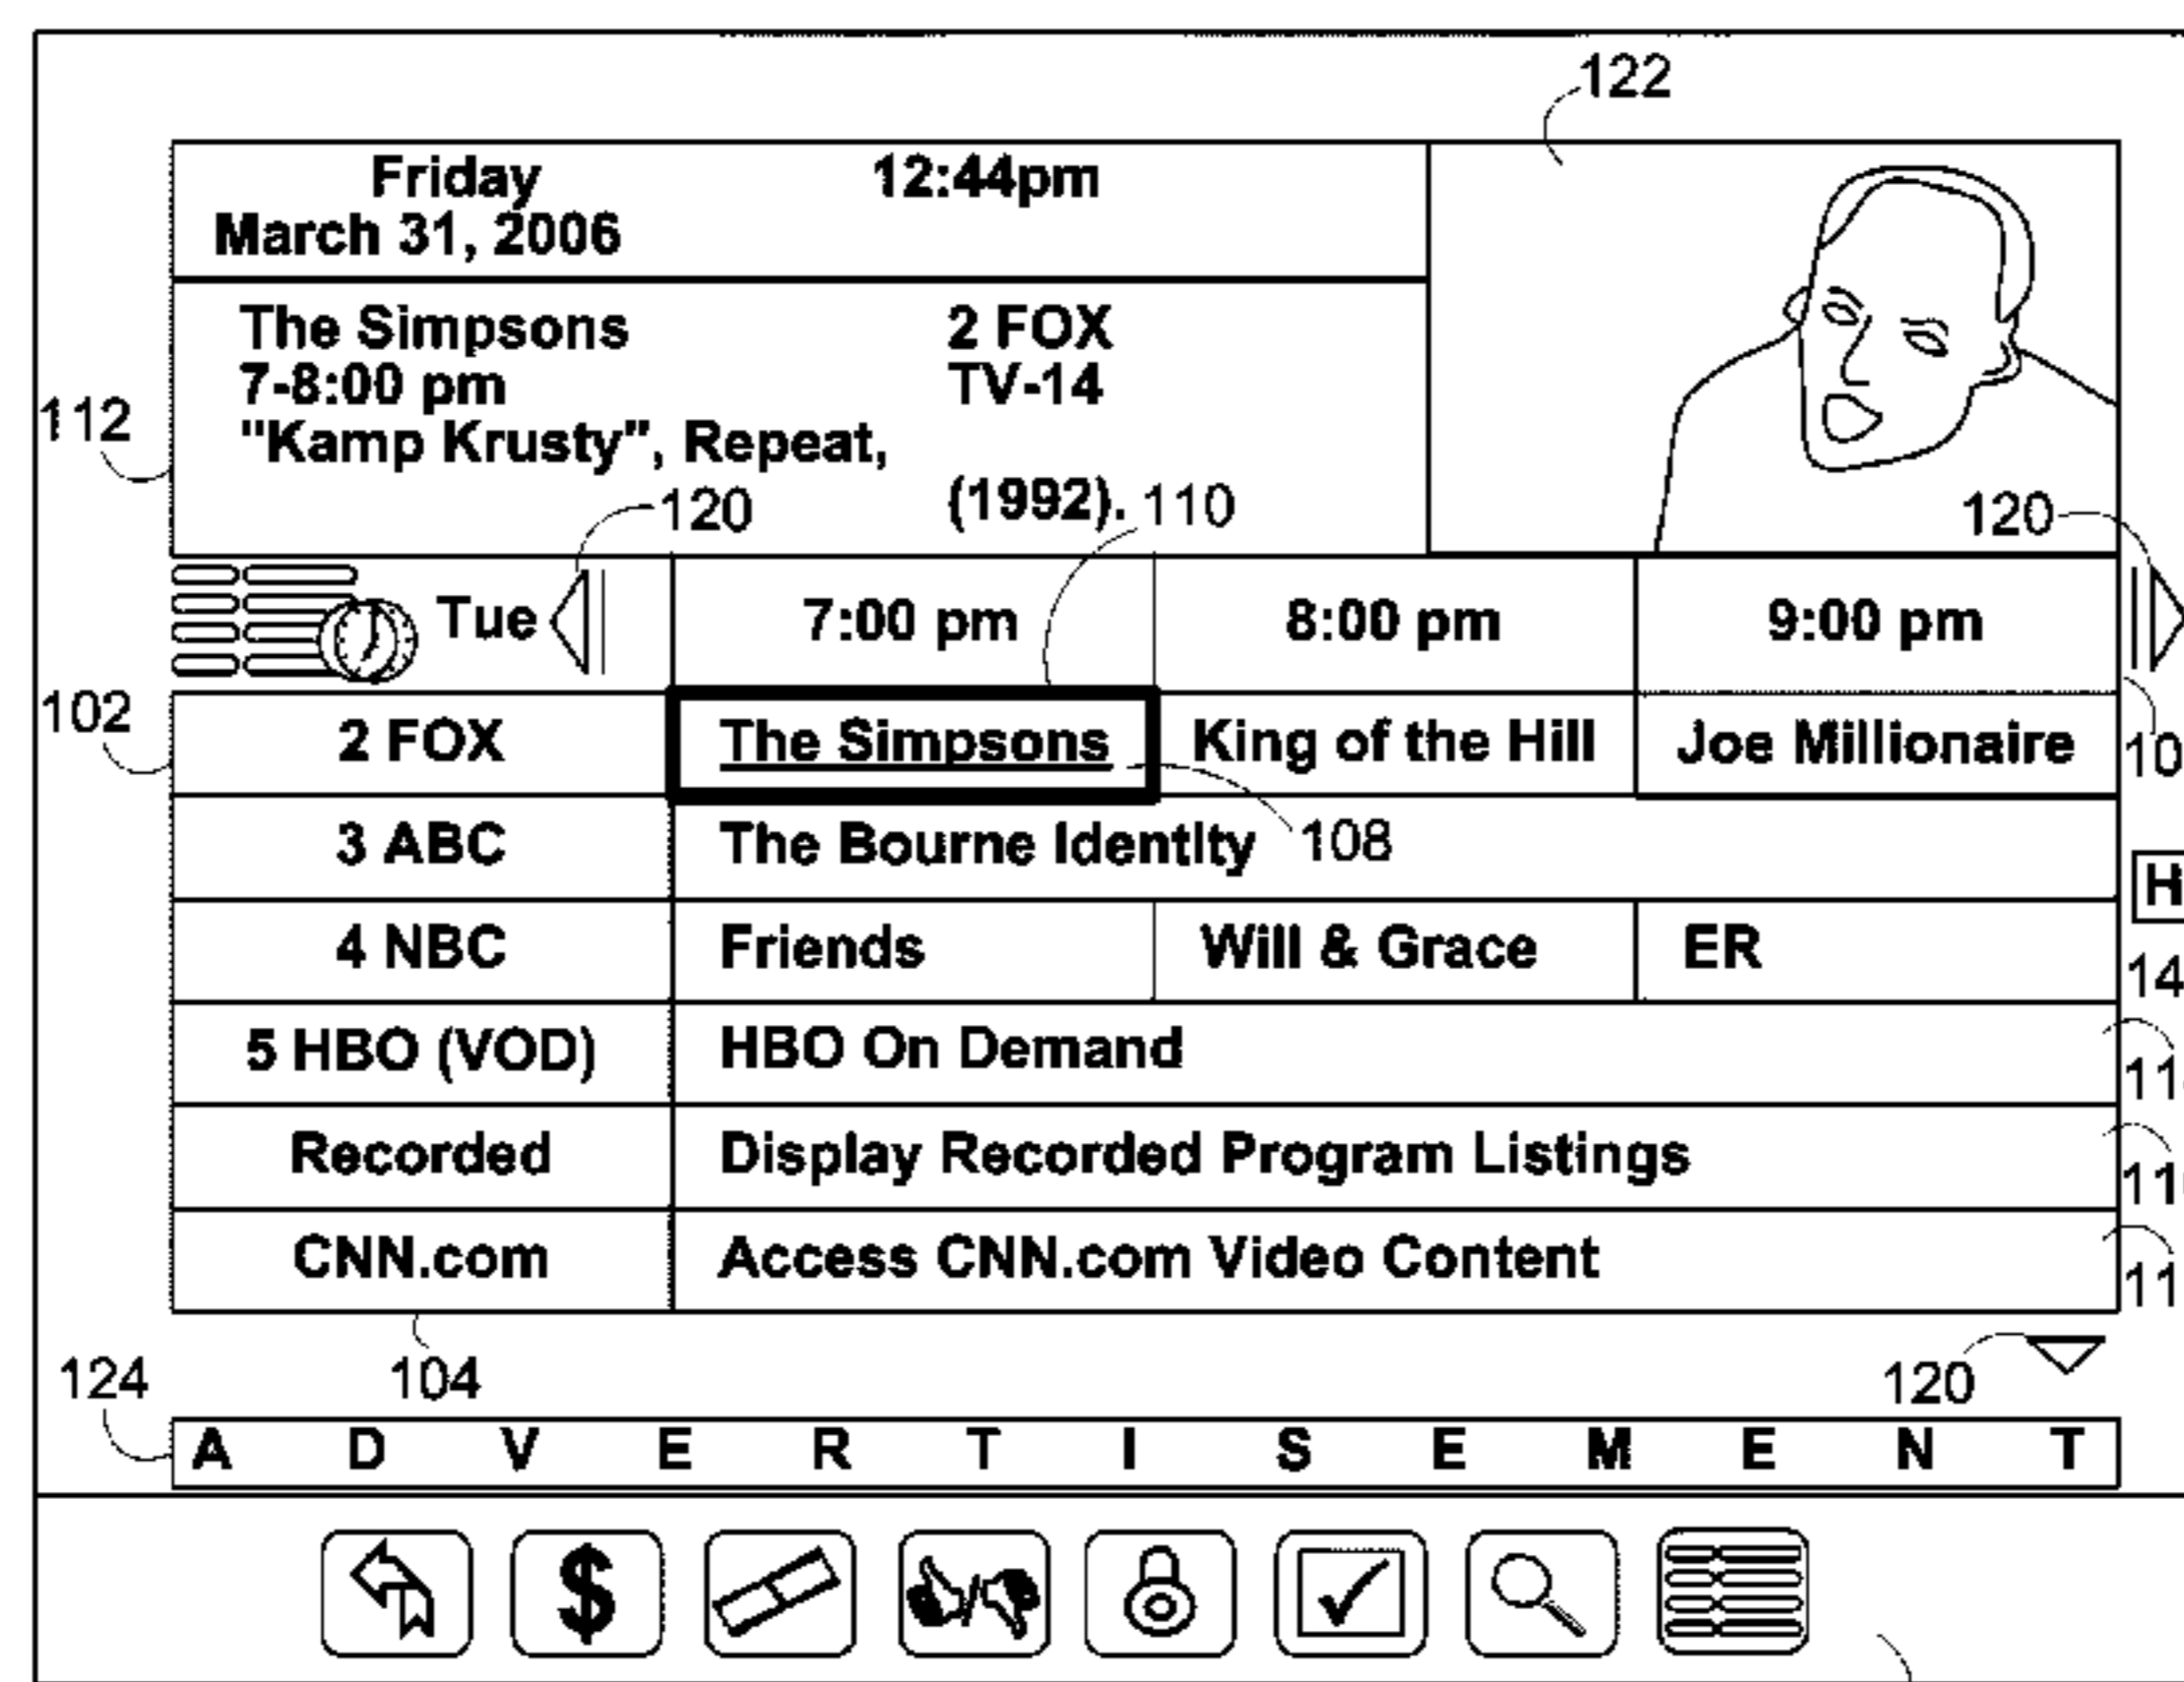 122
Friday 12:44pm
March 31, 2006
The Simpsons 2 FOX
7-8:00 pm TV-14
112
"Kamp Krusty", Repeat,
(1992). 110
120
120
Tue 7:00 pm 8:00 pm 9:00 pm
102
2 FOX The Simpsons King of the Hill Joe Millionaire
3 ABC The Bourne Identity 108
4 NBC Friends Will & Grace ER
5 HBO (VOD) HBO On Demand
Recorded Display Recorded Program Listings
CNN.com Access CNN.com Video Content
124 104 120
A D V E R T I S E M E N T
$